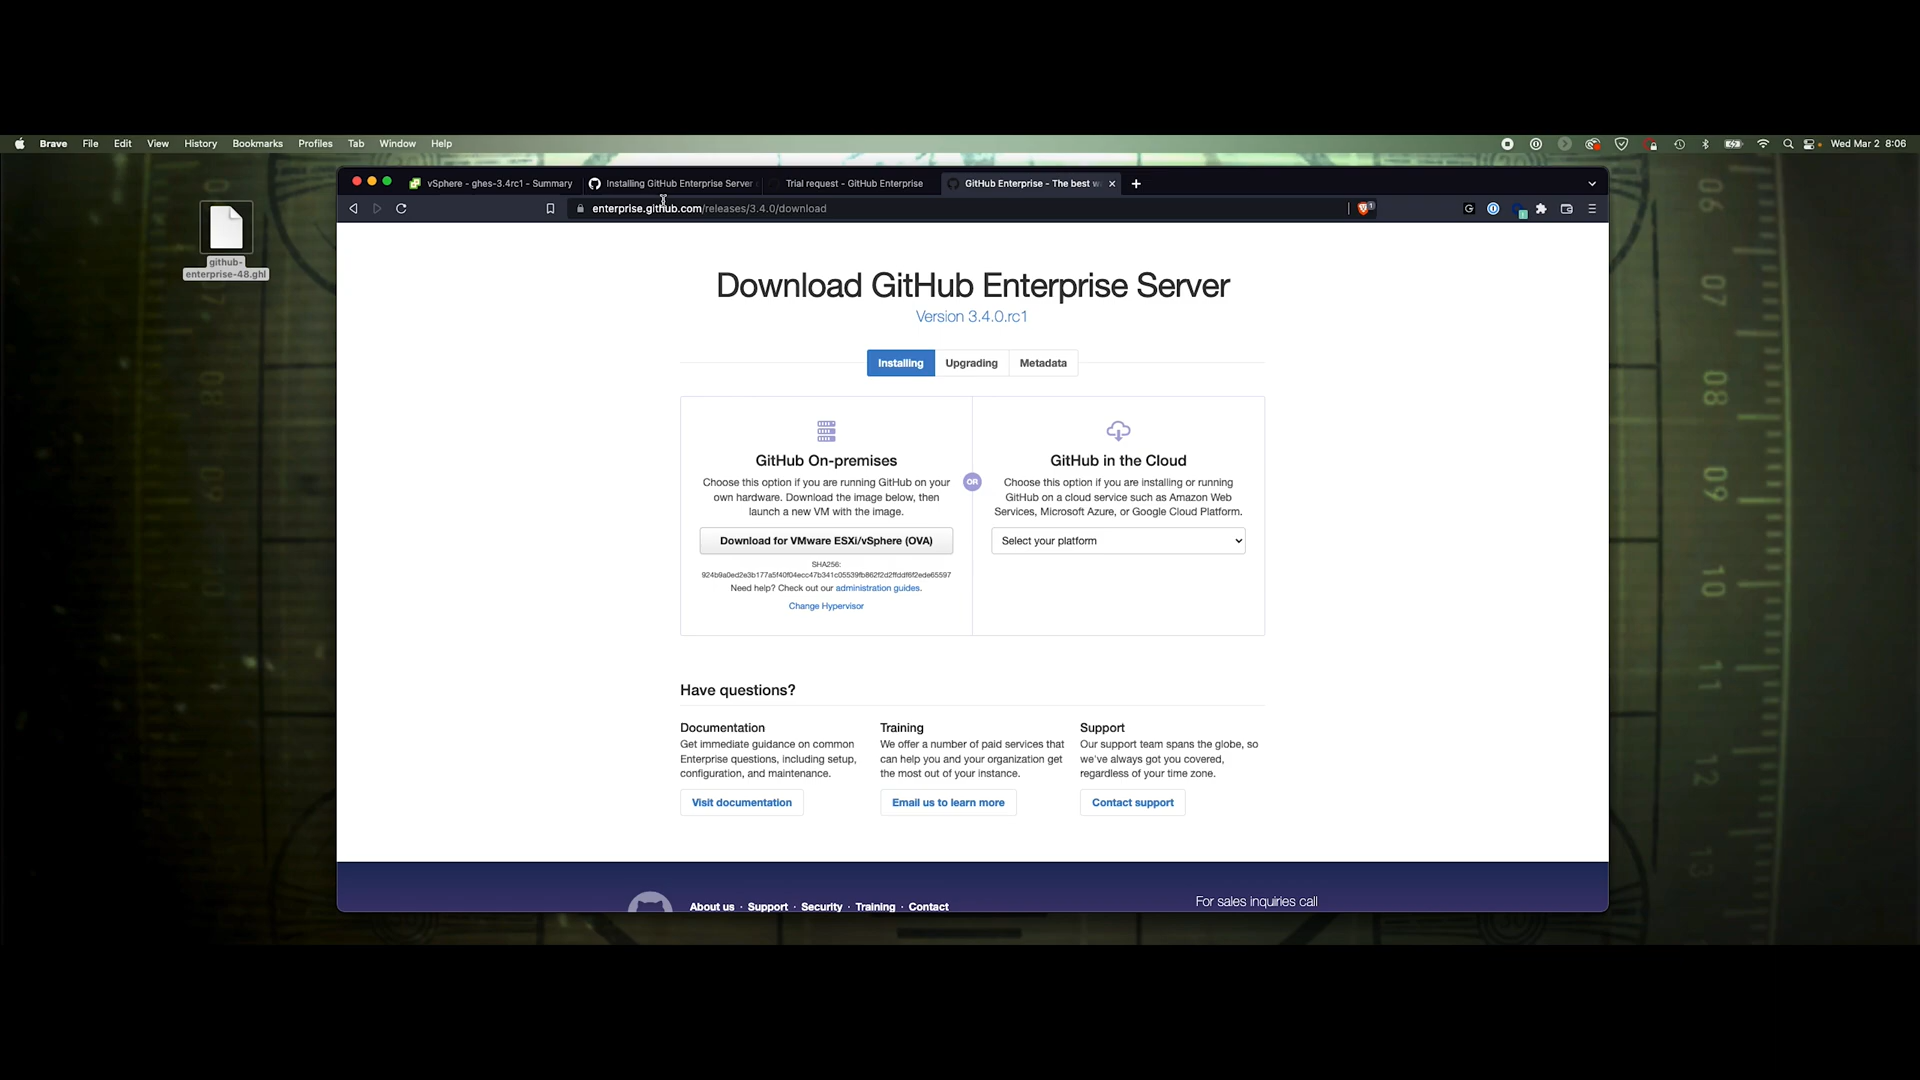 Brave File Edit View History Bookmarks Profiles Tab Window Help
Wed Mar 2 8:06
vSphere - ghes-3.4rc1 - Summary
Installing GitHub Enterprise Server
Trial request - GitHub Enterprise
GitHub Enterprise - The best w
enterprise.github.com/releases/3.4.0/download
github-
enterprise-48.ghl
Download GitHub Enterprise Server
Version 3.4.0.rc1
Installing
Upgrading
Metadata
GitHub On-premises
Choose this option if you are running GitHub on your
own hardware. Download the image below, then
launch a new VM with the image.
Download for VMware ESXi/vSphere (OVA)
SHA256:
Need help? Check out our administration guides.
Change Hypervisor
OR
GitHub in the Cloud
Choose this option if you are installing or running
GitHub on a cloud service such as Amazon Web
Services, Microsoft Azure, or Google Cloud Platform.
Select your platform
Have questions?
Documentation
Get immediate guidance on common
Enterprise questions, including setup,
configuration, and maintenance.
Visit documentation
Training
We offer a number of paid services that
can help you and your organization get
the most out of your instance.
Email us to learn more
Support
Our support team spans the globe, so
we've always got you covered,
regardless of your time zone.
Contact support
About us · Support · Security · Training · Contact
For sales inquiries call
06
07
08
09
10
11
12
13